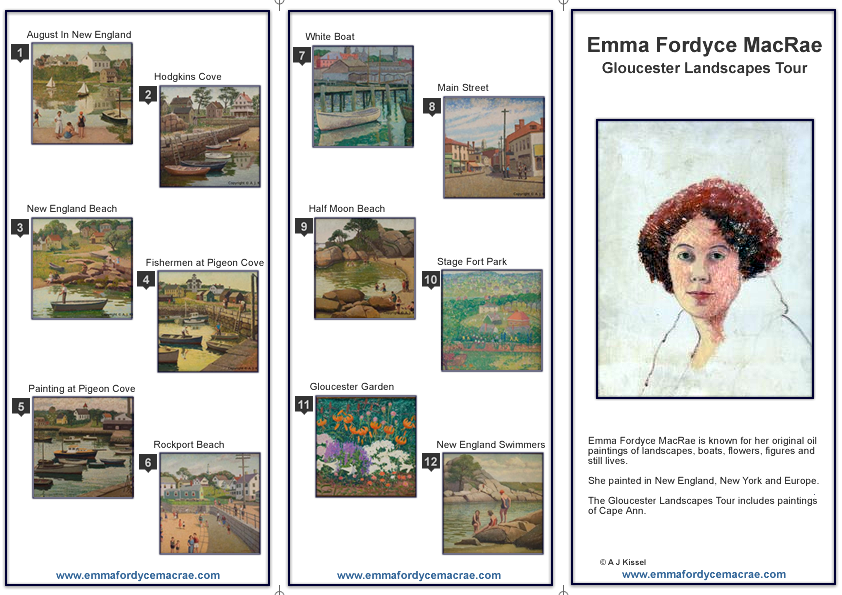 August In New England
1
Hodgkins Cove
2
New England Beach
3
Fishermen at Pigeon Cove
4
Painting at Pigeon Cove
5
Rockport Beach
6
www.emmafordycemacrae.com
White Boat
7
Main Street
8
Half Moon Beach
9
Stage Fort Park
10
Gloucester Garden
11
New England Swimmers
12
www.emmafordycemacrae.com
Emma Fordyce MacRae
Gloucester Landscapes Tour
Emma Fordyce MacRae is known for her original oil
paintings of landscapes, boats, flowers, figures and
still lives.
She painted in New England, New York and Europe.
The Gloucester Landscapes Tour includes paintings
of Cape Ann.
© A J Kissel
www.emmafordycemacrae.com